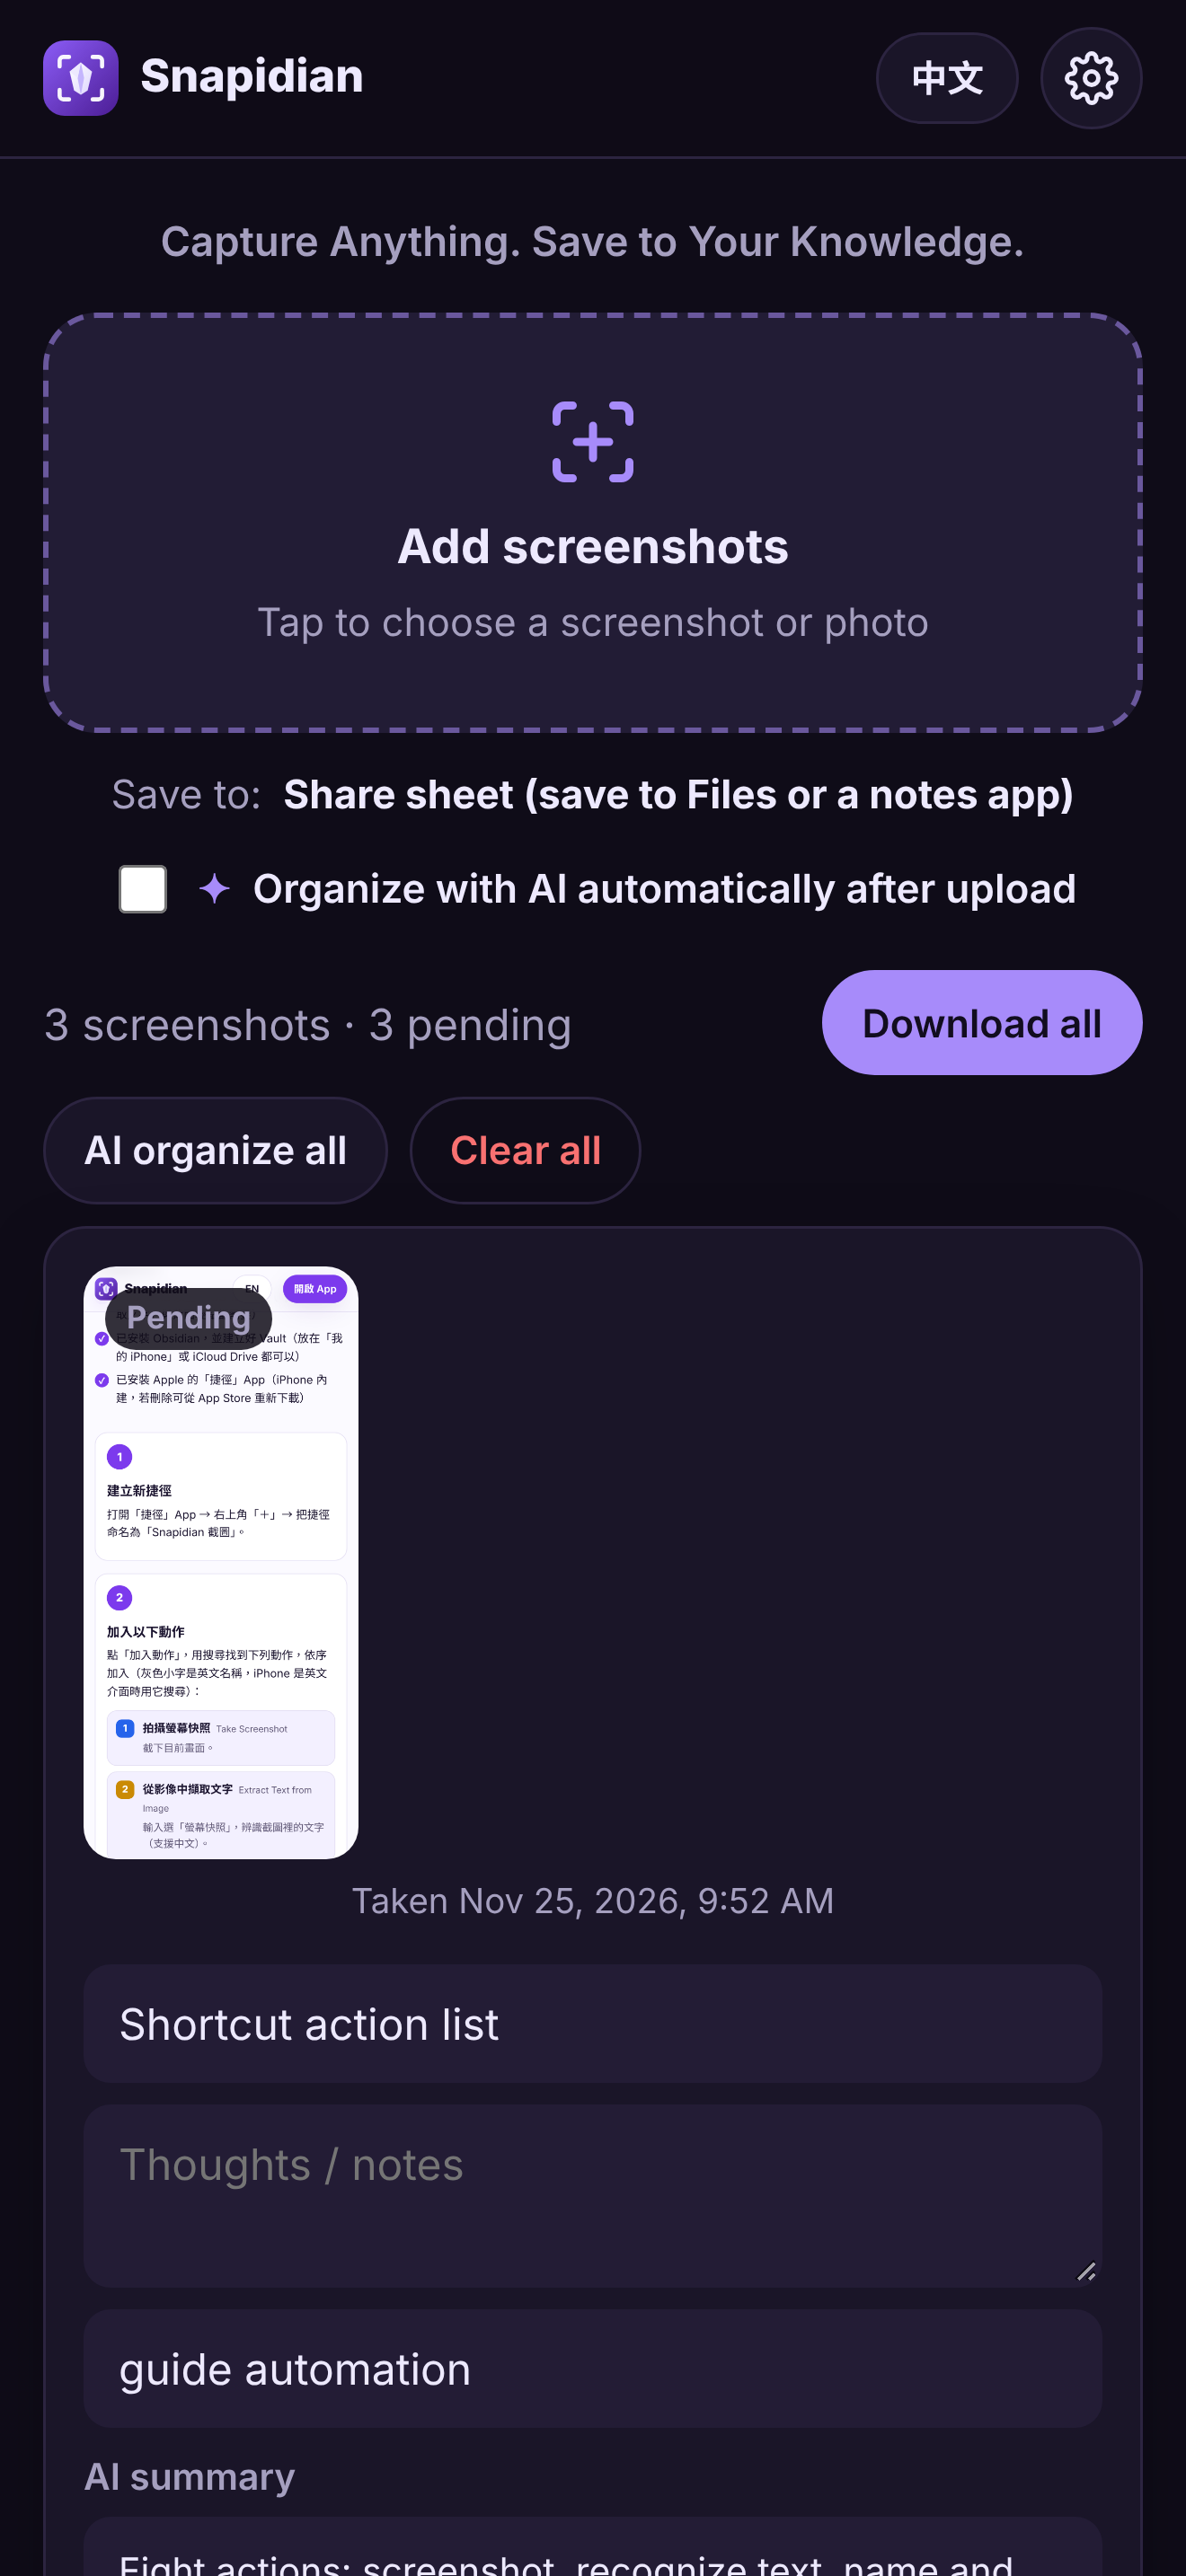 Snapidian
中文
Capture Anything. Save to Your Knowledge.
Add screenshots
Tap to choose a screenshot or photo
Save to: Share sheet (save to Files or a notes app)
Organize with AI automatically after upload
3 screenshots · 3 pending
Download all
AI organize all
Clear all
Snapidian
EN
開啟 App
Pending
已安裝 Obsidian，並建立好 Vault（放在「我
的 iPhone」或 iCloud Drive 都可以）
已安裝 Apple 的「捷徑」App（iPhone 內
建，若刪除可從 App Store 重新下載）
1
建立新捷徑
打開「捷徑」App → 右上角「＋」→ 把捷徑
命名為「Snapidian 截圖」。
2
加入以下動作
點「加入動作」，用搜尋找到下列動作，依序
加入（灰色小字是英文名稱，iPhone 是英文
介面時用它搜尋）：
1 拍攝螢幕快照 Take Screenshot
截下目前畫面。
2 從影像中擷取文字 Extract Text from
Image
輸入選「螢幕快照」，辨識截圖裡的文字
（支援中文）。
Taken Nov 25, 2026, 9:52 AM
Shortcut action list
Thoughts / notes
guide automation
AI summary
Eight actions: screenshot, recognize text, name and